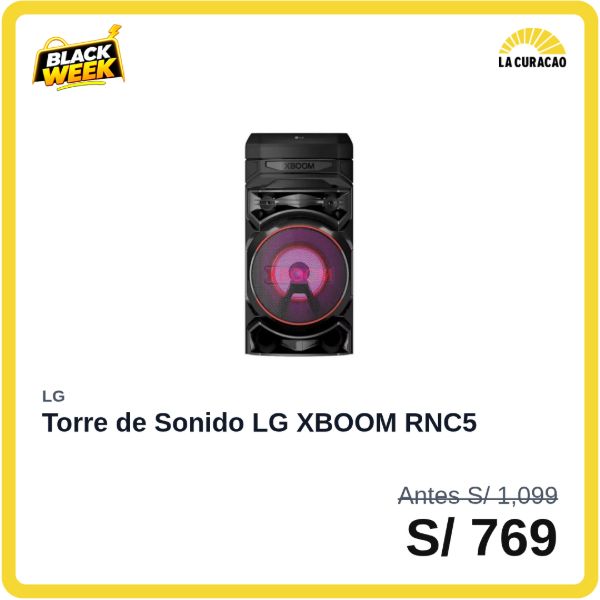 BLACK
WEEK
LA CURACAO
XBOOM
LG
Torre de Sonido LG XBOOM RNC5
Antes S/ 1,099
S/ 769